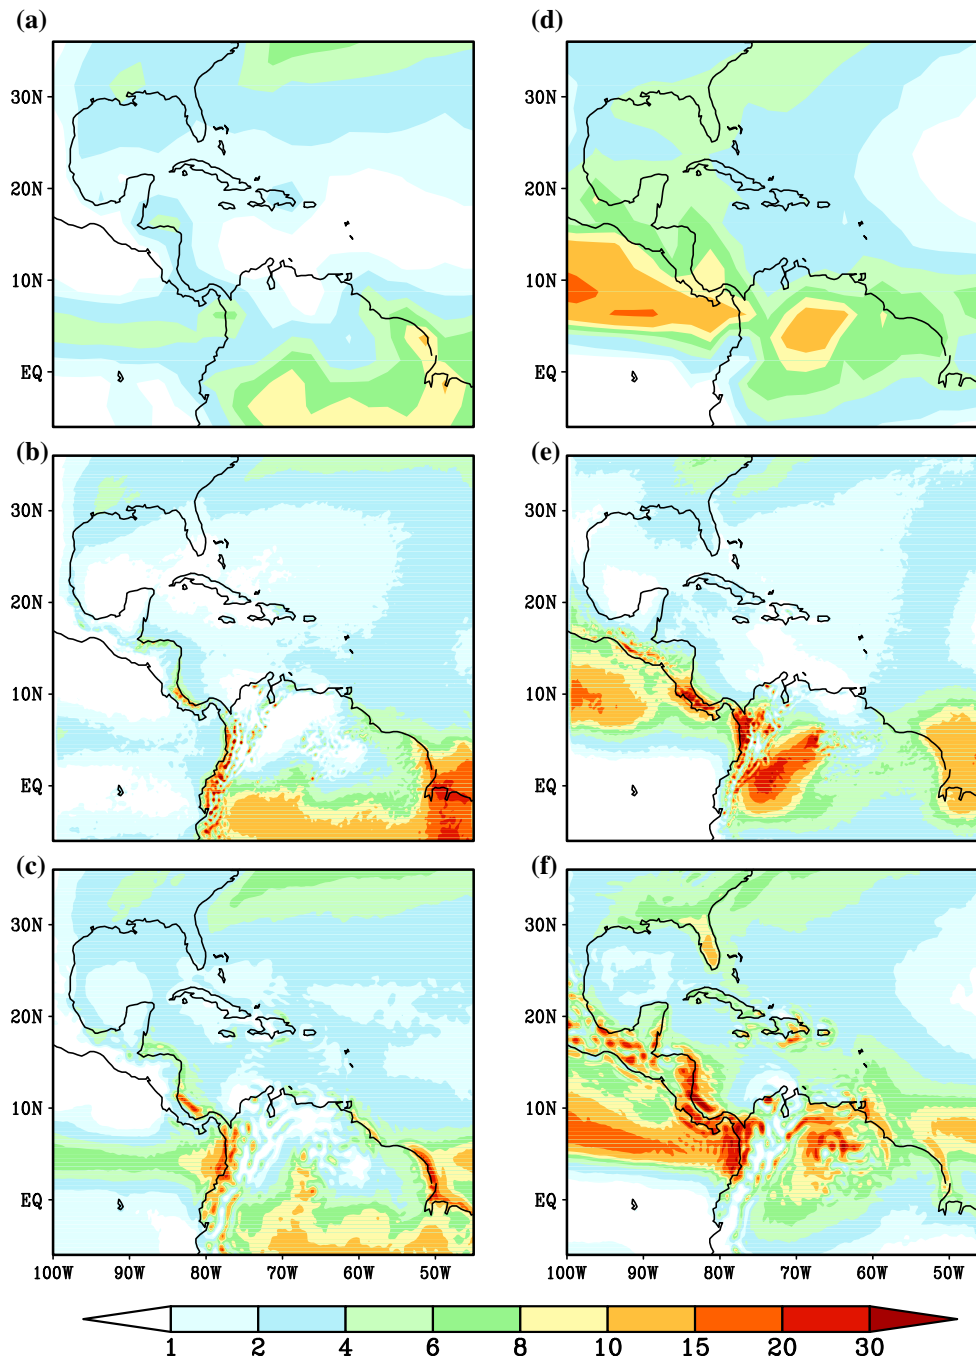 (a) (d)
30N 30N
20N 20N
10N 10N
EQ EQ
(b) (e)
30N 30N
20N 20N
10N 10N
EQ EQ
(c) (f)
30N 30N
20N 20N
10N 10N
EQ EQ
100W 90W 80W 70W 60W 50W 100W 90W 80W 70W 60W 50W
1 2 4 6 8 10 15 20 30